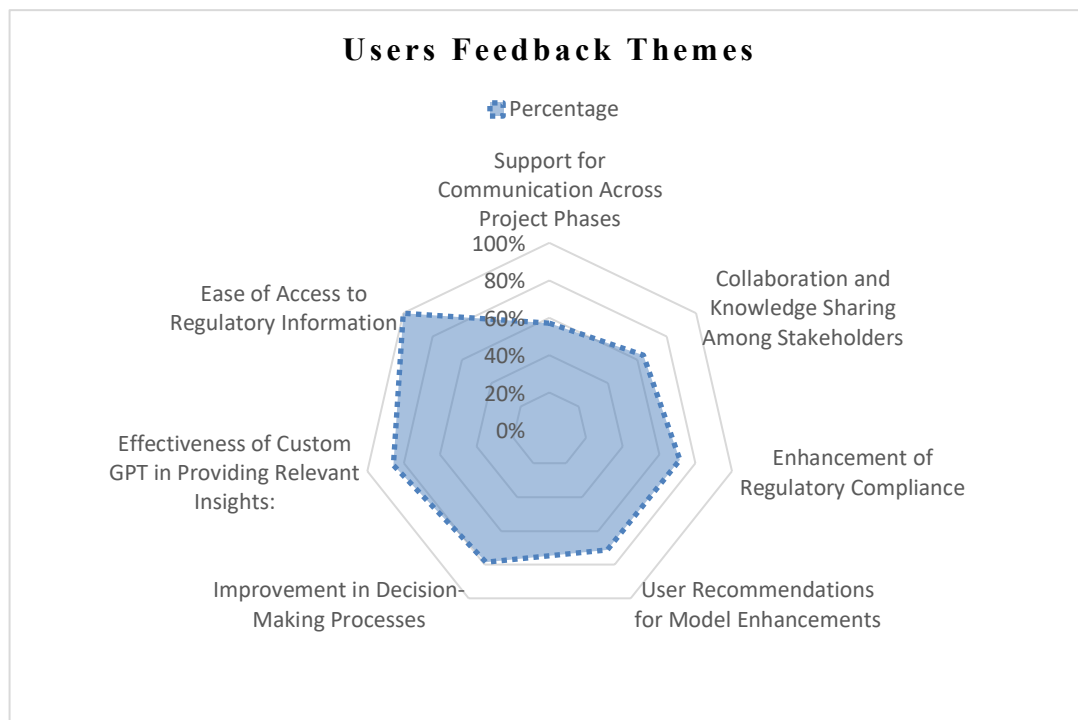 Users Feedback Themes
Percentage
Support for
Communication Across
Project Phases
100%
80%
60%
40%
20%
0%
Collaboration and
Knowledge Sharing
Among Stakeholders
Enhancement of
Regulatory Compliance
User Recommendations
for Model Enhancements
Improvement in Decision-
Making Processes
Effectiveness of Custom
GPT in Providing Relevant
Insights:
Ease of Access to
Regulatory Information